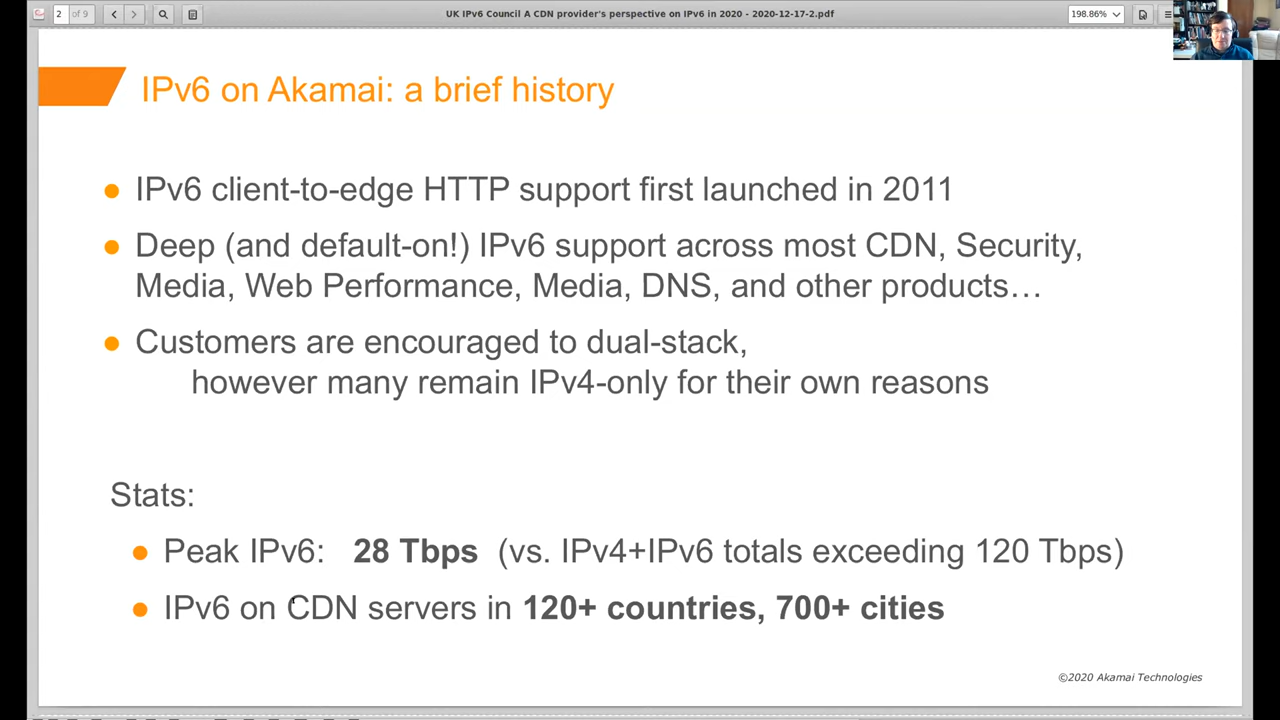 2 of 9
UK IPv6 Council A CDN provider's perspective on IPv6 in 2020 - 2020-12-17-2.pdf
198.86%
IPv6 on Akamai: a brief history
● IPv6 client-to-edge HTTP support first launched in 2011
● Deep (and default-on!) IPv6 support across most CDN, Security,
Media, Web Performance, Media, DNS, and other products…
● Customers are encouraged to dual-stack,
however many remain IPv4-only for their own reasons
Stats:
● Peak IPv6: 28 Tbps (vs. IPv4+IPv6 totals exceeding 120 Tbps)
● IPv6 on CDN servers in 120+ countries, 700+ cities
©2020 Akamai Technologies